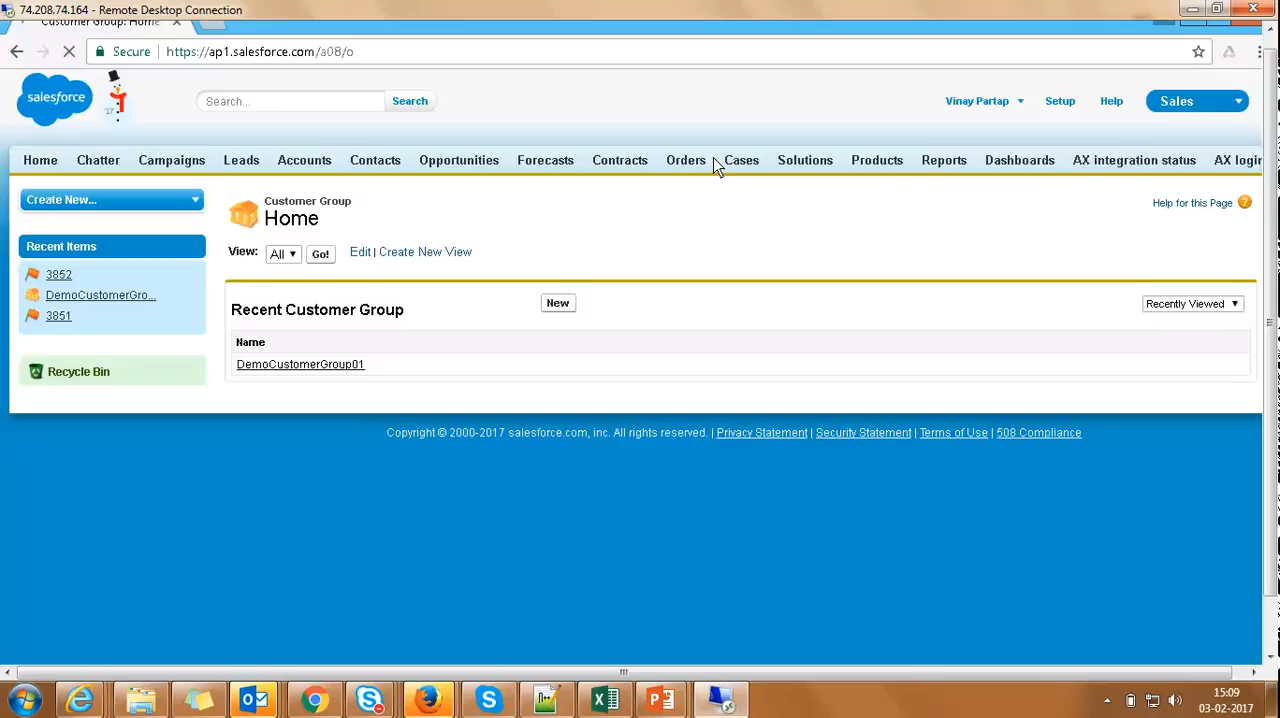 74.208.74.164 - Remote Desktop Connection
Customer Group: Home
Secure https://ap1.salesforce.com/a08/o
salesforce '17 Search... Search Vinay Partap Setup Help Sales
Home Chatter Campaigns Leads Accounts Contacts Opportunities Forecasts Contracts Orders Cases Solutions Products Reports Dashboards AX integration status AX login
Create New...
Customer Group
Home
Help for this Page
View: All Go! Edit | Create New View
Recent Items
3852
DemoCustomerGro...
3851
Recycle Bin
Recent Customer Group New Recently Viewed
Name
DemoCustomerGroup01
Copyright © 2000-2017 salesforce.com, inc. All rights reserved. | Privacy Statement | Security Statement | Terms of Use | 508 Compliance
15:09
03-02-2017